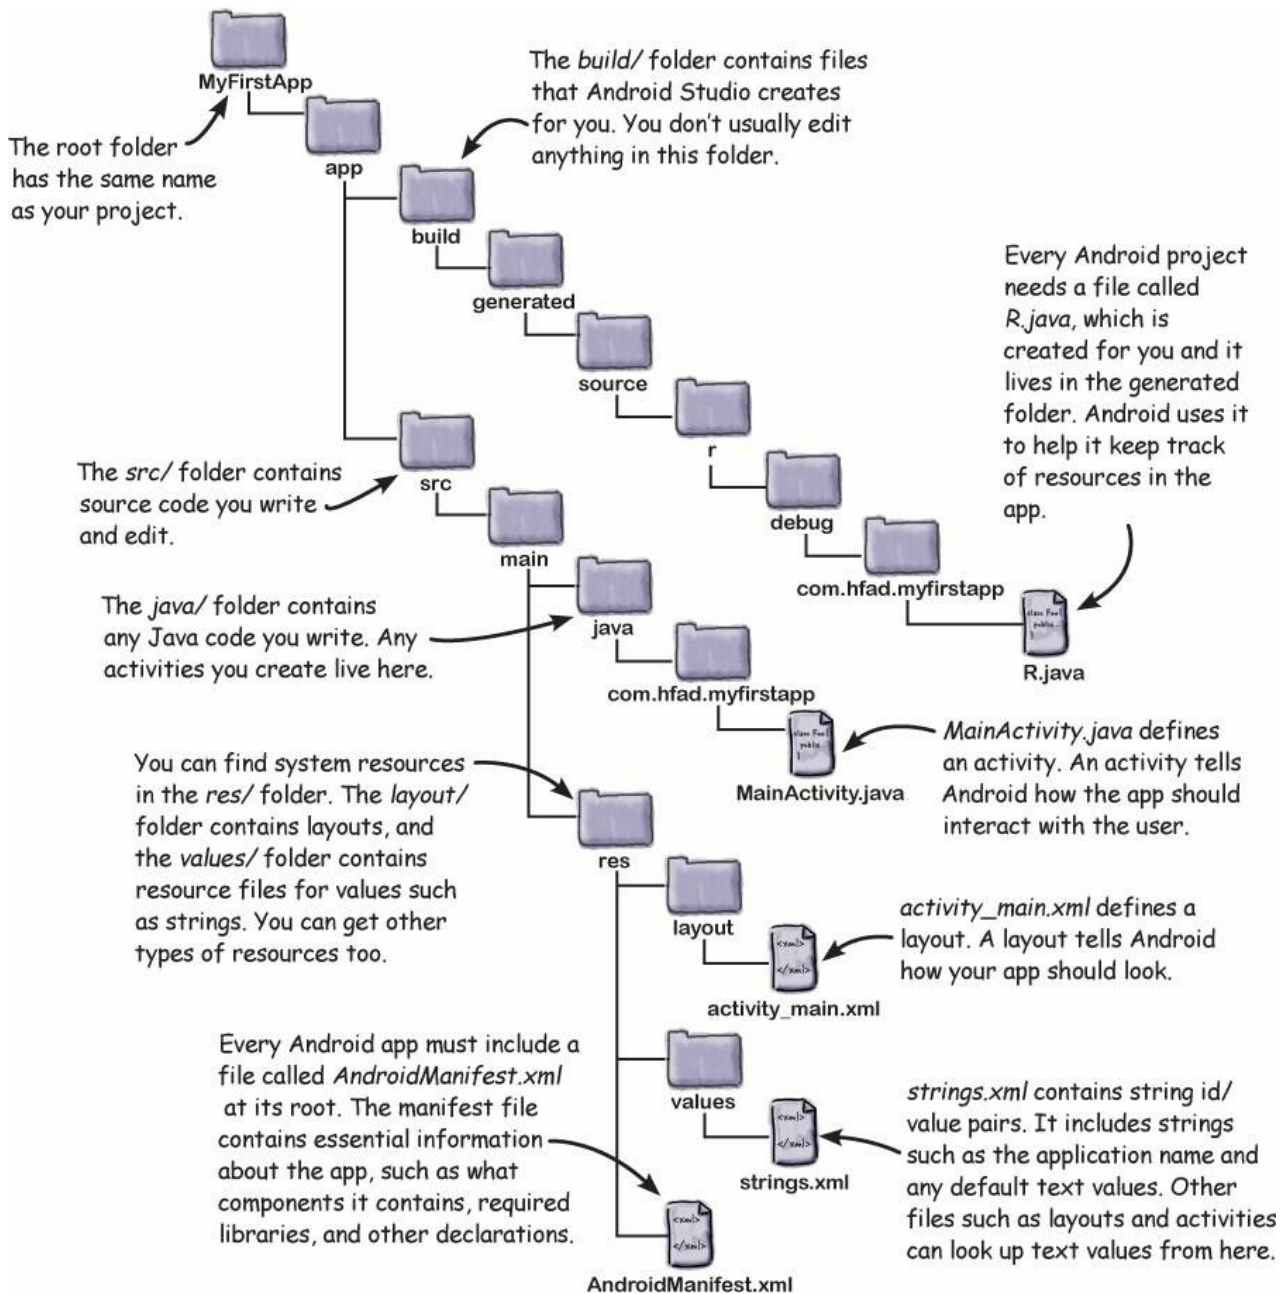 MyFirstApp
The root folder
has the same name
as your project.
app
The build/ folder contains files
that Android Studio creates
for you. You don't usually edit
anything in this folder.
build
generated
source
r
debug
com.hfad.myfirstapp
Every Android project
needs a file called
R.java, which is
created for you and it
lives in the generated
folder. Android uses it
to help it keep track
of resources in the
app.
R.java
The src/ folder contains
source code you write
and edit.
src
main
The java/ folder contains
any Java code you write. Any
activities you create live here.
java
com.hfad.myfirstapp
MainActivity.java
MainActivity.java defines
an activity. An activity tells
Android how the app should
interact with the user.
You can find system resources
in the res/ folder. The layout/
folder contains layouts, and
the values/ folder contains
resource files for values such
as strings. You can get other
types of resources too.
res
layout
<xml>
</xml>
activity_main.xml
activity_main.xml defines a
layout. A layout tells Android
how your app should look.
values
<xml>
</xml>
strings.xml
strings.xml contains string id/
value pairs. It includes strings
such as the application name and
any default text values. Other
files such as layouts and activities
can look up text values from here.
Every Android app must include a
file called AndroidManifest.xml
at its root. The manifest file
contains essential information
about the app, such as what
components it contains, required
libraries, and other declarations.
<xml>
</xml>
AndroidManifest.xml